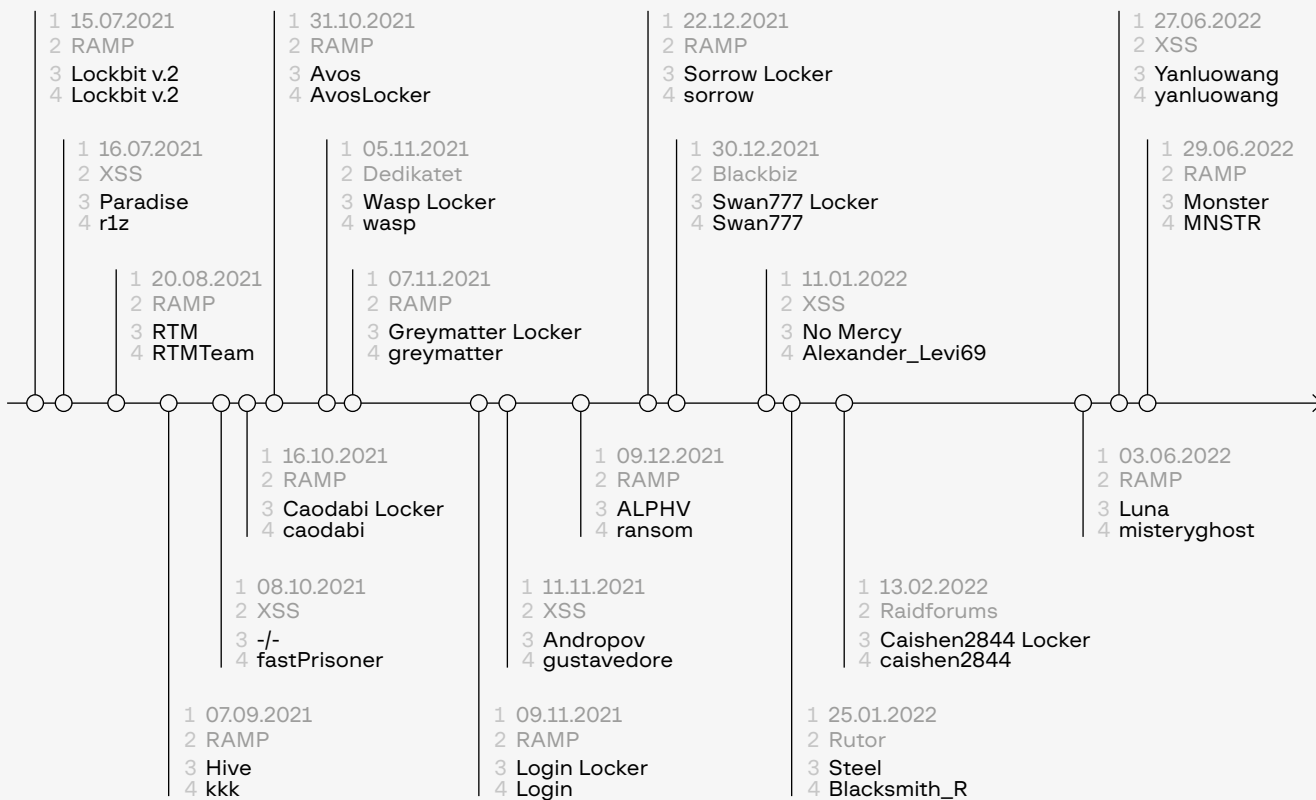 1 15.07.2021
2 RAMP
3 Lockbit v.2
4 Lockbit v.2
1 16.07.2021
2 XSS
3 Paradise
4 r1z
1 20.08.2021
2 RAMP
3 RTM
4 RTMTeam
1 31.10.2021
2 RAMP
3 Avos
4 AvosLocker
1 05.11.2021
2 Dedikatet
3 Wasp Locker
4 wasp
1 07.11.2021
2 RAMP
3 Greymatter Locker
4 greymatter
1 22.12.2021
2 RAMP
3 Sorrow Locker
4 sorrow
1 30.12.2021
2 Blackbiz
3 Swan777 Locker
4 Swan777
1 11.01.2022
2 XSS
3 No Mercy
4 Alexander_Levi69
1 27.06.2022
2 XSS
3 Yanluowang
4 yanluowang
1 29.06.2022
2 RAMP
3 Monster
4 MNSTR
1 16.10.2021
2 RAMP
3 Caodabi Locker
4 caodabi
1 08.10.2021
2 XSS
3 -/-
4 fastPrisoner
1 07.09.2021
2 RAMP
3 Hive
4 kkk
1 09.12.2021
2 RAMP
3 ALPHV
4 ransom
1 11.11.2021
2 XSS
3 Andropov
4 gustavedore
1 09.11.2021
2 RAMP
3 Login Locker
4 Login
1 03.06.2022
2 RAMP
3 Luna
4 misteryghost
1 13.02.2022
2 Raidforums
3 Caishen2844 Locker
4 caishen2844
1 25.01.2022
2 Rutor
3 Steel
4 Blacksmith_R